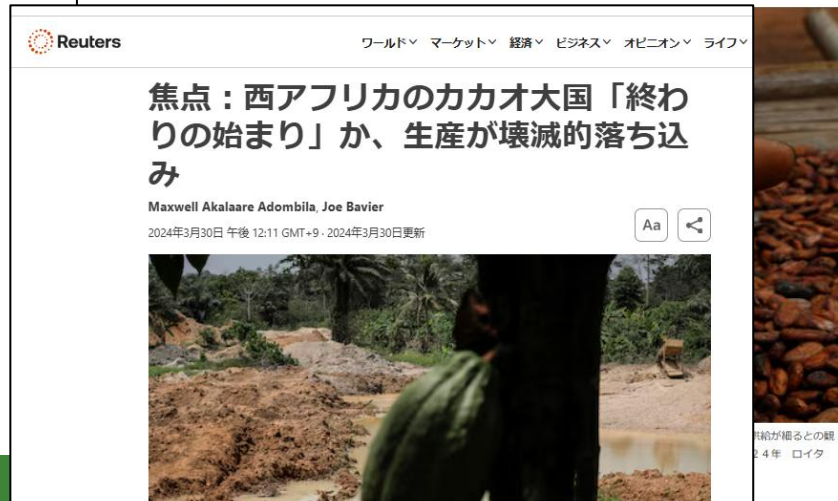 Reuters
ワールド マーケット 経済 ビジネス オピニオン ライフ
焦点：西アフリカのカカオ大国「終わ
りの始まり」か、生産が壊滅的落ち込
み
Maxwell Akalaare Adombila, Joe Bavier
2024年3月30日 午後 12:11 GMT+9・2024年3月30日更新
Aa
供給が細るとの観
２４年 ロイタ